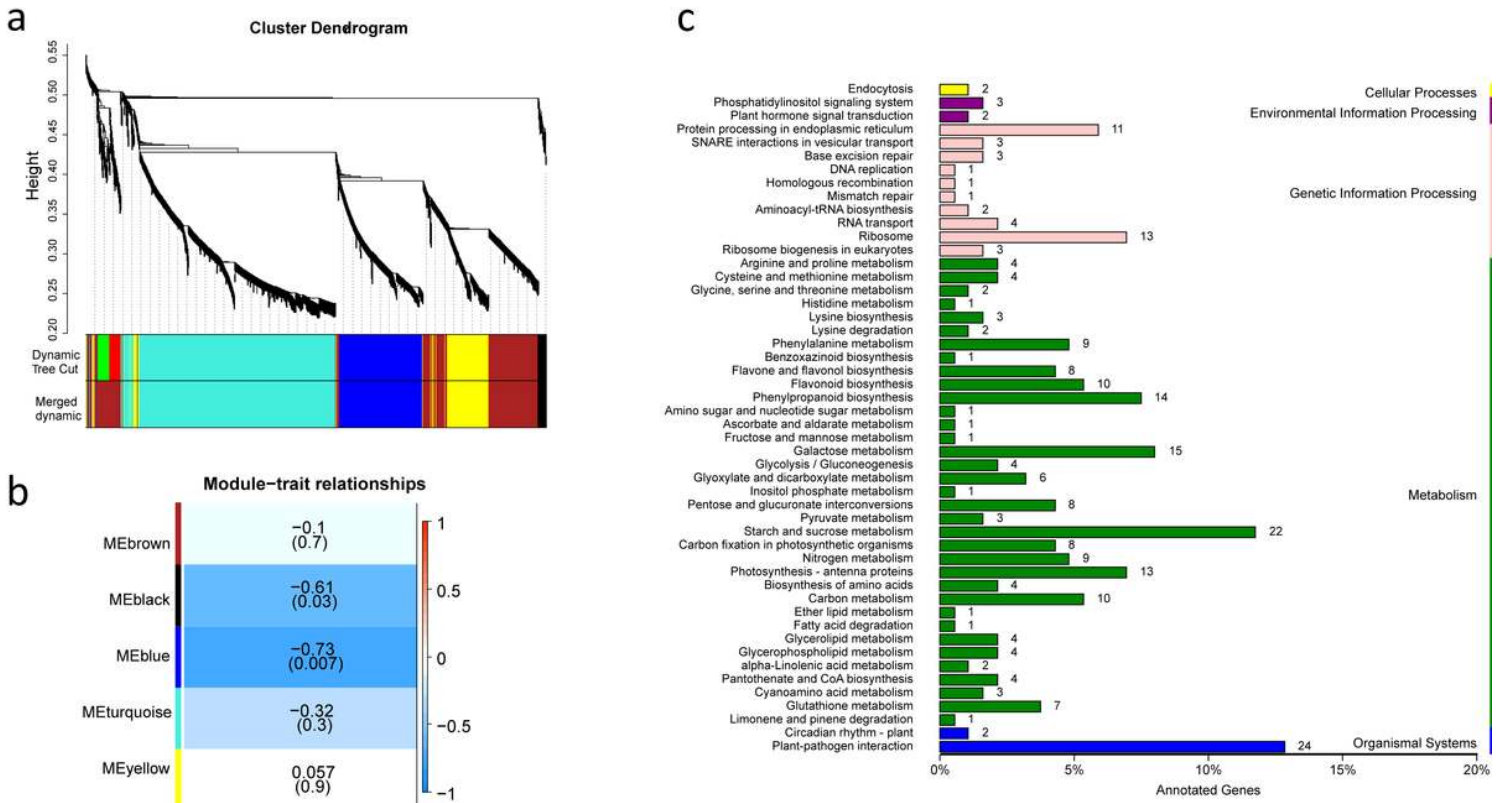 a
Cluster Dendrogram
Height
0.55
0.50
0.45
0.40
0.35
0.30
0.25
0.20
Dynamic
Tree Cut
Merged
dynamic
b
Module−trait relationships
MEbrown
−0.1
(0.7)
MEblack
−0.61
(0.03)
MEblue
−0.73
(0.007)
MEturquoise
−0.32
(0.3)
MEyellow
0.057
(0.9)
1
0.5
0
−0.5
−1
c
Endocytosis 2
Phosphatidylinositol signaling system 3
Plant hormone signal transduction 2
Protein processing in endoplasmic reticulum 11
SNARE interactions in vesicular transport 3
Base excision repair 3
DNA replication 1
Homologous recombination 1
Mismatch repair 1
Aminoacyl-tRNA biosynthesis 2
RNA transport 4
Ribosome 13
Ribosome biogenesis in eukaryotes 3
Arginine and proline metabolism 4
Cysteine and methionine metabolism 4
Glycine, serine and threonine metabolism 2
Histidine metabolism 1
Lysine biosynthesis 3
Lysine degradation 2
Phenylalanine metabolism 9
Benzoxazinoid biosynthesis 1
Flavone and flavonol biosynthesis 8
Flavonoid biosynthesis 10
Phenylpropanoid biosynthesis 14
Amino sugar and nucleotide sugar metabolism 1
Ascorbate and aldarate metabolism 1
Fructose and mannose metabolism 1
Galactose metabolism 15
Glycolysis / Gluconeogenesis 4
Glyoxylate and dicarboxylate metabolism 6
Inositol phosphate metabolism 1
Pentose and glucuronate interconversions 8
Pyruvate metabolism 3
Starch and sucrose metabolism 22
Carbon fixation in photosynthetic organisms 8
Nitrogen metabolism 9
Photosynthesis - antenna proteins 13
Biosynthesis of amino acids 4
Carbon metabolism 10
Ether lipid metabolism 1
Fatty acid degradation 1
Glycerolipid metabolism 4
Glycerophospholipid metabolism 4
alpha-Linolenic acid metabolism 2
Pantothenate and CoA biosynthesis 4
Cyanoamino acid metabolism 3
Glutathione metabolism 7
Limonene and pinene degradation 1
Circadian rhythm - plant 2
Plant-pathogen interaction 24
0% 5% 10% 15% 20%
Annotated Genes
Cellular Processes
Environmental Information Processing
Genetic Information Processing
Metabolism
Organismal Systems